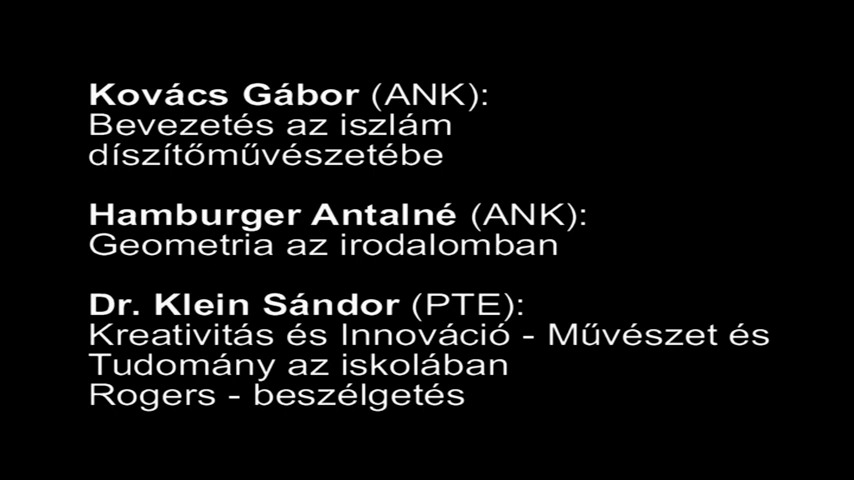 Kovács Gábor (ANK):
Bevezetés az iszlám
díszítőművészetébe
Hamburger Antalné (ANK):
Geometria az irodalomban
Dr. Klein Sándor (PTE):
Kreativitás és Innováció - Művészet és
Tudomány az iskolában
Rogers - beszélgetés